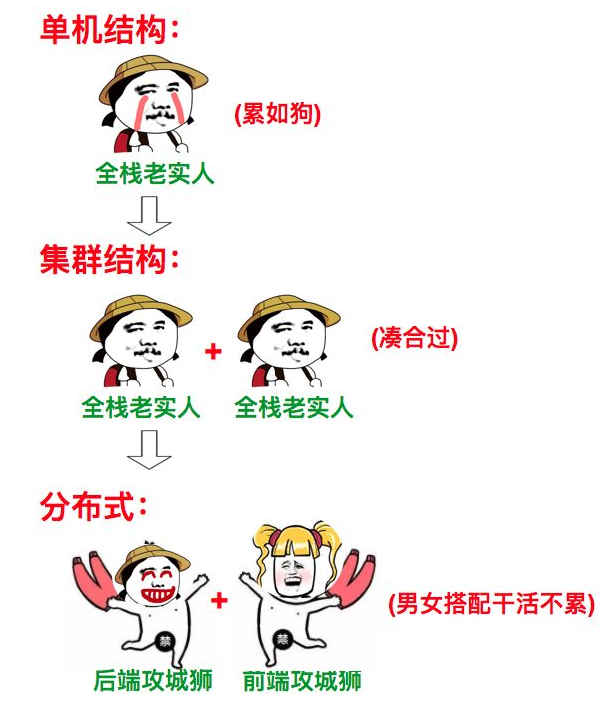 单机结构：
(累如狗)
全栈老实人
集群结构：
+
(凑合过)
全栈老实人 全栈老实人
分布式：
+
(男女搭配干活不累)
禁 禁
后端攻城狮 前端攻城狮